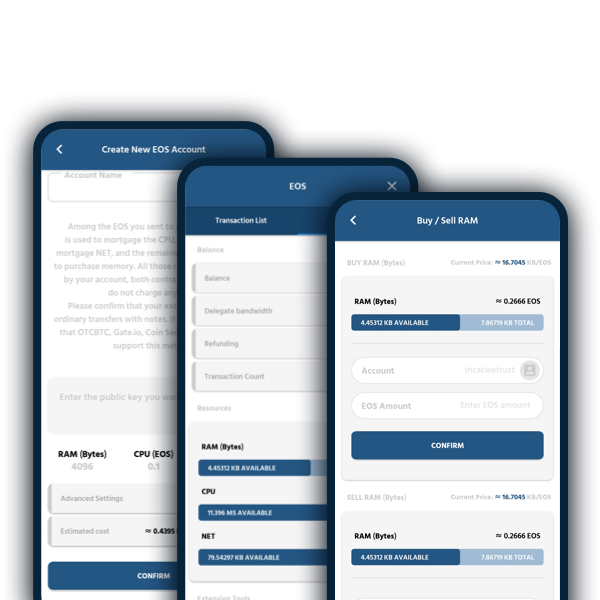 Create New EOS Account
Account Name
Among the EOS you sent to
is used to mortgage the CPU,
mortgage NET, and the remain
to purchase memory. All those
by your account, both contra
do not charge any
Please confirm that your ex
ordinary transfers with notes. It
that OTCBTC, Gate.io, Coin Se
support this me
Enter the public key you wa
RAM (Bytes) CPU (EOS)
4096 0.1
Advanced Settings
Estimated cost ≈ 0.4395
CONFIRM
EOS
Transaction List
Balance
Balance
Delegate bandwidth
Refunding
Transaction Count
Resources
RAM (Bytes)
4.45312 KB AVAILABLE
CPU
11.396 MS AVAILABLE
NET
79.54297 KB AVAILABLE
Extension Tools
Buy / Sell RAM
BUY RAM (Bytes) Current Price: ≈ 16.7045 KB/EOS
RAM (Bytes) ≈ 0.2666 EOS
4.45312 KB AVAILABLE 7.86719 KB TOTAL
Account incatwetrust
EOS Amount Enter EOS amount
CONFIRM
SELL RAM (Bytes) Current Price: ≈ 16.7045 KB/EOS
RAM (Bytes) ≈ 0.2666 EOS
4.45312 KB AVAILABLE 7.86719 KB TOTAL